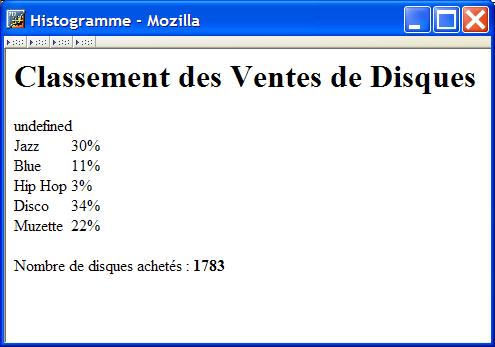 Histogramme - Mozilla
Classement des Ventes de Disques
undefined
Jazz 30%
Blue 11%
Hip Hop 3%
Disco 34%
Muzette 22%
Nombre de disques achetés : 1783